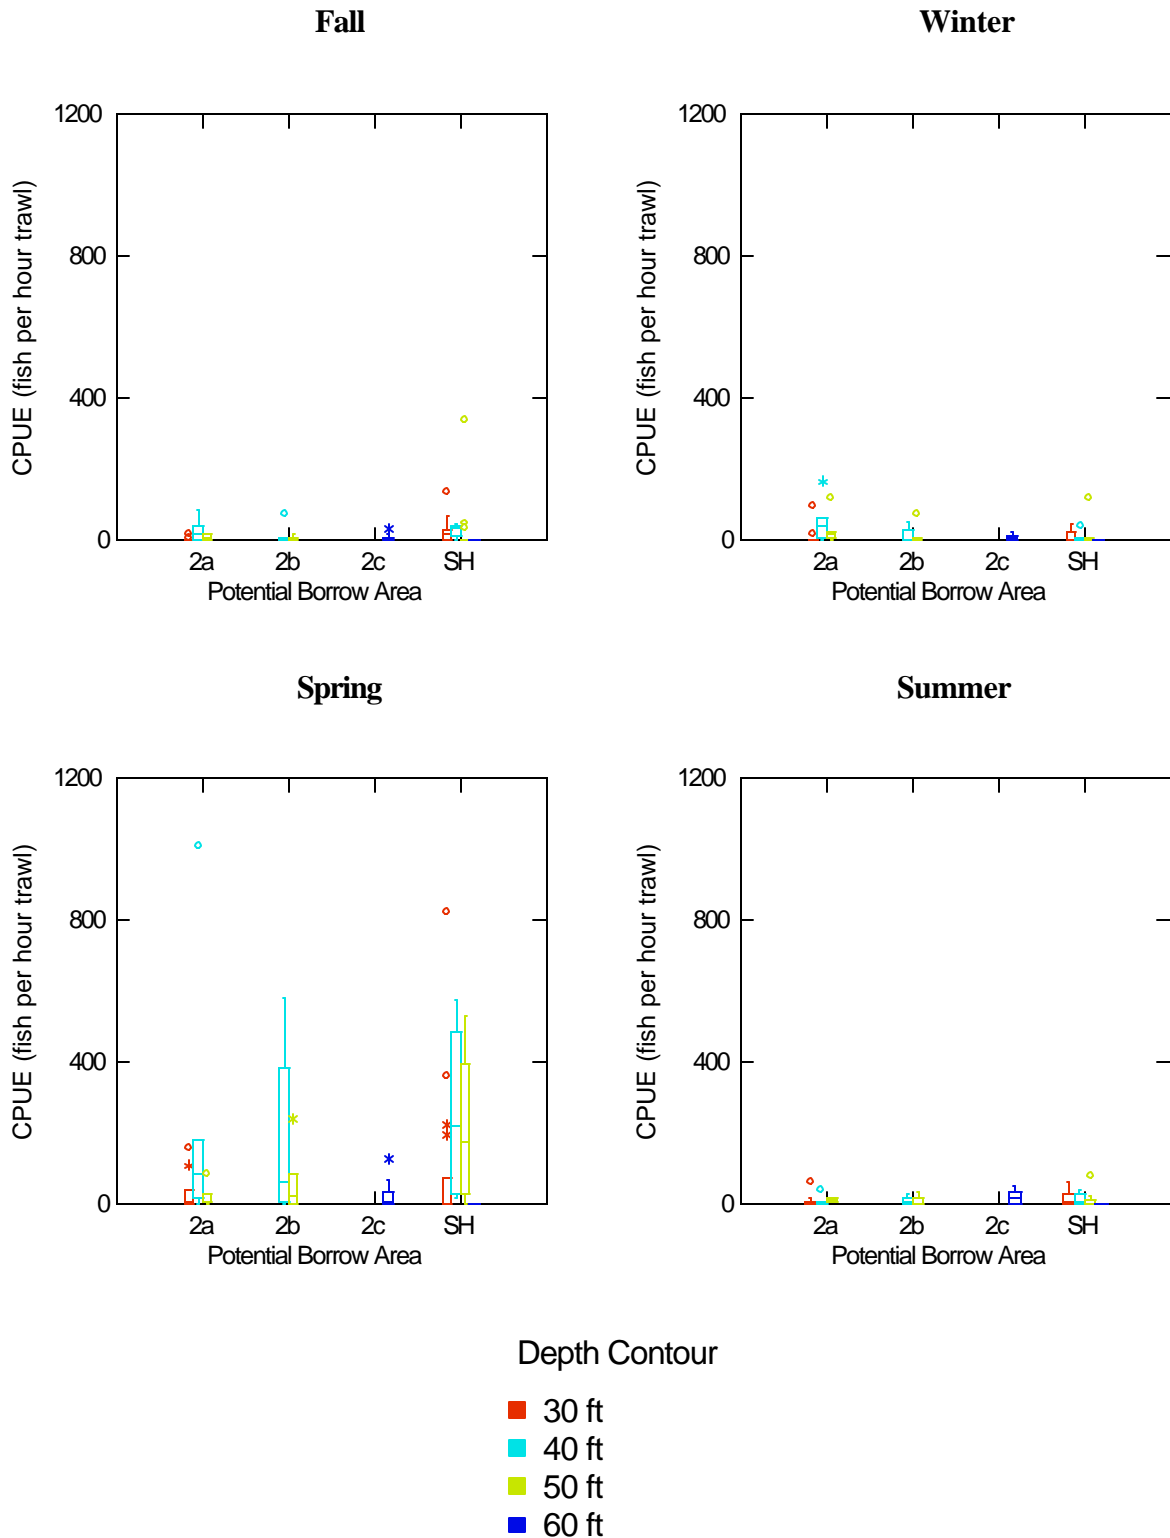 Fall
Winter
1200
800
400
0
CPUE (fish per hour trawl)
2a 2b 2c SH
Potential Borrow Area
1200
800
400
0
CPUE (fish per hour trawl)
2a 2b 2c SH
Potential Borrow Area
Spring
Summer
1200
800
400
0
CPUE (fish per hour trawl)
2a 2b 2c SH
Potential Borrow Area
1200
800
400
0
CPUE (fish per hour trawl)
2a 2b 2c SH
Potential Borrow Area
Depth Contour
30 ft
40 ft
50 ft
60 ft